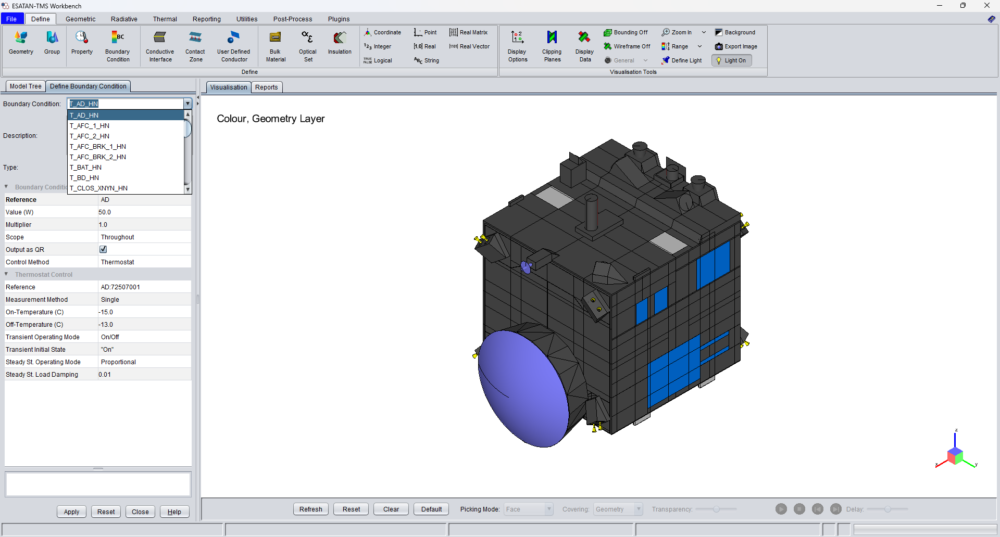 ESATAN-TMS Workbench
File Define Geometric Radiative Thermal Reporting Utilities Post-Process Plugins
Geometry Group Property Boundary Condition Conductive Interface Contact Zone User Defined Conductor Bulk Material Optical Set Insulation
Coordinate Point Real Matrix
Integer Real Real Vector
Logical String
Define
Display Options Clipping Planes Display Data
Bounding Off Zoom In Background
Wireframe Off Range Export Image
General Define Light Light On
Visualisation Tools
Model Tree Define Boundary Condition
Visualisation Reports
Boundary Condition: T_AD_HN
T_AD_HN
T_AFC_1_HN
T_AFC_2_HN
Description:
T_AFC_BRK_1_HN
T_AFC_BRK_2_HN
Type:
T_BAT_HN
T_BD_HN
Boundary Conditio
T_CLOS_XNYN_HN
Reference AD
Value (W) 50.0
Multiplier 1.0
Scope Throughout
Output as QR
Control Method Thermostat
Thermostat Control
Reference AD:72507001
Measurement Method Single
On-Temperature (C) -15.0
Off-Temperature (C) -13.0
Transient Operating Mode On/Off
Transient Initial State "On"
Steady St. Operating Mode Proportional
Steady St. Load Damping 0.01
Apply Reset Close Help
Colour, Geometry Layer
z
x y
Refresh Reset Clear Default Picking Mode: Face Covering: Geometry Transparency: Delay: